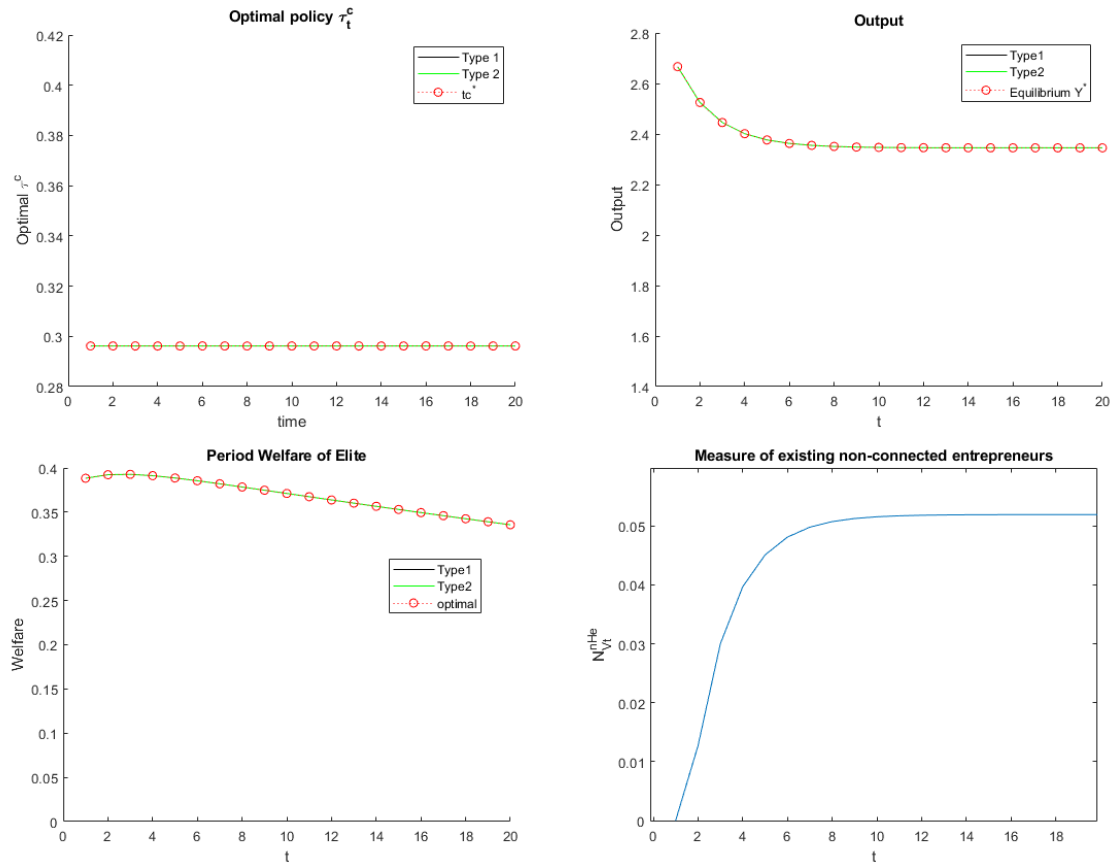 Optimal policy τ_t^c
0.42
0.4
0.38
0.36
0.34
0.32
0.3
0.28
Optimal τ^c
Type 1
Type 2
tc^*
0 2 4 6 8 10 12 14 16 18 20
time
Output
2.8
2.6
2.4
2.2
2
1.8
1.6
1.4
Output
Type1
Type2
Equilibrium Y^*
0 2 4 6 8 10 12 14 16 18 20
t
Period Welfare of Elite
0.4
0.35
0.3
0.25
0.2
0.15
0.1
0.05
0
Welfare
Type1
Type2
optimal
0 2 4 6 8 10 12 14 16 18 20
t
Measure of existing non-connected entrepreneurs
0.05
0.04
0.03
0.02
0.01
0
N_{Vt}^{nHe}
0 2 4 6 8 10 12 14 16 18
t